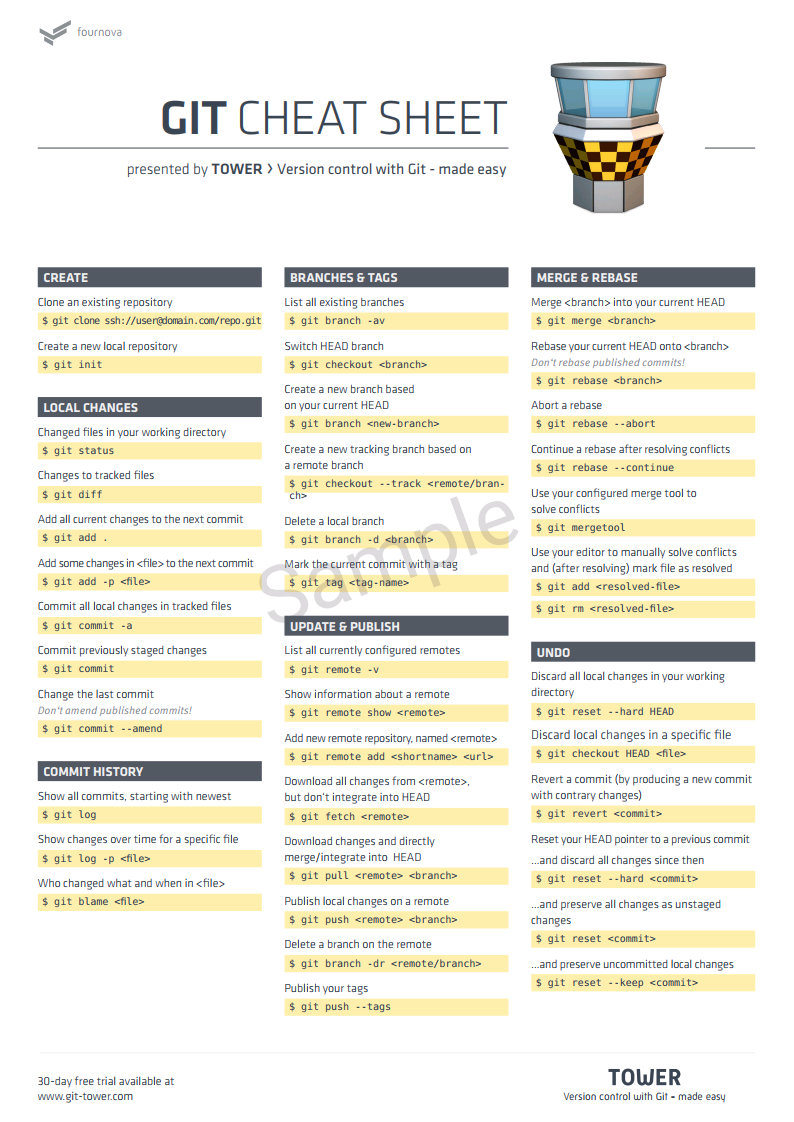 fournova
GIT CHEAT SHEET
presented by TOWER > Version control with Git - made easy
CREATE
Clone an existing repository
$ git clone ssh://user@domain.com/repo.git
Create a new local repository
$ git init
LOCAL CHANGES
Changed files in your working directory
$ git status
Changes to tracked files
$ git diff
Add all current changes to the next commit
$ git add .
Add some changes in <file> to the next commit
$ git add -p <file>
Commit all local changes in tracked files
$ git commit -a
Commit previously staged changes
$ git commit
Change the last commit
Don't amend published commits!
$ git commit --amend
COMMIT HISTORY
Show all commits, starting with newest
$ git log
Show changes over time for a specific file
$ git log -p <file>
Who changed what and when in <file>
$ git blame <file>
BRANCHES & TAGS
List all existing branches
$ git branch -av
Switch HEAD branch
$ git checkout <branch>
Create a new branch based
on your current HEAD
$ git branch <new-branch>
Create a new tracking branch based on
a remote branch
$ git checkout --track <remote/bran-
ch>
Delete a local branch
$ git branch -d <branch>
Mark the current commit with a tag
$ git tag <tag-name>
Sample
UPDATE & PUBLISH
List all currently configured remotes
$ git remote -v
Show information about a remote
$ git remote show <remote>
Add new remote repository, named <remote>
$ git remote add <shortname> <url>
Download all changes from <remote>,
but don't integrate into HEAD
$ git fetch <remote>
Download changes and directly
merge/integrate into HEAD
$ git pull <remote> <branch>
Publish local changes on a remote
$ git push <remote> <branch>
Delete a branch on the remote
$ git branch -dr <remote/branch>
Publish your tags
$ git push --tags
MERGE & REBASE
Merge <branch> into your current HEAD
$ git merge <branch>
Rebase your current HEAD onto <branch>
Don't rebase published commits!
$ git rebase <branch>
Abort a rebase
$ git rebase --abort
Continue a rebase after resolving conflicts
$ git rebase --continue
Use your configured merge tool to
solve conflicts
$ git mergetool
Use your editor to manually solve conflicts
and (after resolving) mark file as resolved
$ git add <resolved-file>
$ git rm <resolved-file>
UNDO
Discard all local changes in your working
directory
$ git reset --hard HEAD
Discard local changes in a specific file
$ git checkout HEAD <file>
Revert a commit (by producing a new commit
with contrary changes)
$ git revert <commit>
Reset your HEAD pointer to a previous commit
...and discard all changes since then
$ git reset --hard <commit>
...and preserve all changes as unstaged
changes
$ git reset <commit>
...and preserve uncommitted local changes
$ git reset --keep <commit>
30-day free trial available at
www.git-tower.com
TOWER
Version control with Git - made easy